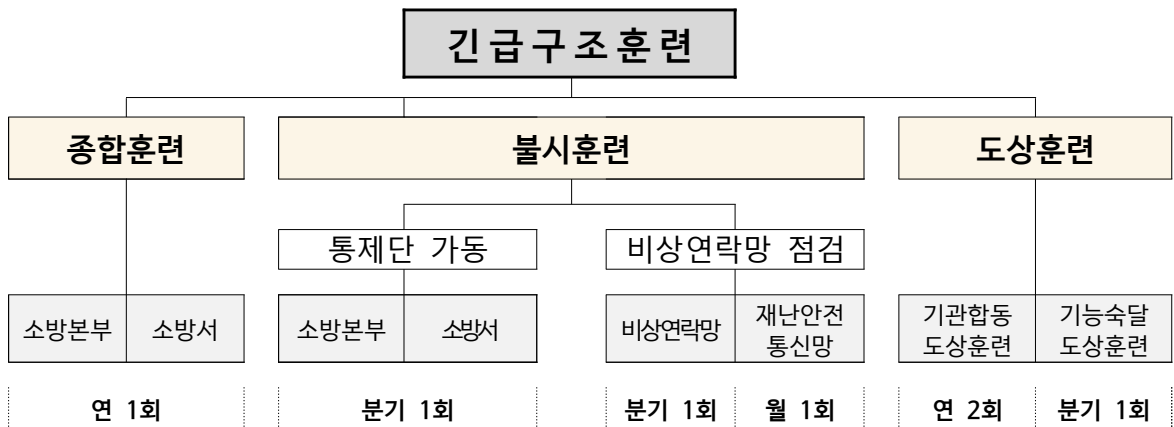 긴급구조훈련
종합훈련 불시훈련 도상훈련
통제단 가동 비상연락망 점검
소방본부 소방서 소방본부 소방서 비상연락망 재난안전 통신망 기관합동 도상훈련 기능숙달 도상훈련
연 1회 분기 1회 분기 1회 월 1회 연 2회 분기 1회